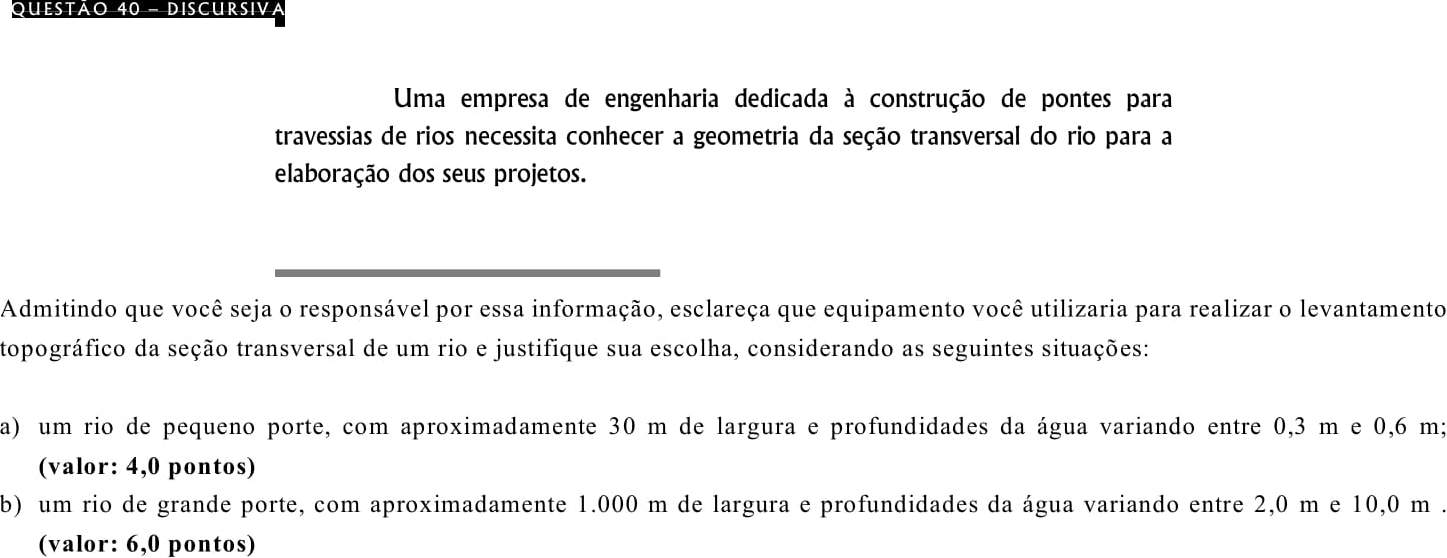 QUESTÃO 40 – DISCURSIVA
Uma empresa de engenharia dedicada à construção de pontes para
travessias de rios necessita conhecer a geometria da seção transversal do rio para a
elaboração dos seus projetos.
Admitindo que você seja o responsável por essa informação, esclareça que equipamento você utilizaria para realizar o levantamento
topográfico da seção transversal de um rio e justifique sua escolha, considerando as seguintes situações:
a) um rio de pequeno porte, com aproximadamente 30 m de largura e profundidades da água variando entre 0,3 m e 0,6 m;
(valor: 4,0 pontos)
b) um rio de grande porte, com aproximadamente 1.000 m de largura e profundidades da água variando entre 2,0 m e 10,0 m .
(valor: 6,0 pontos)